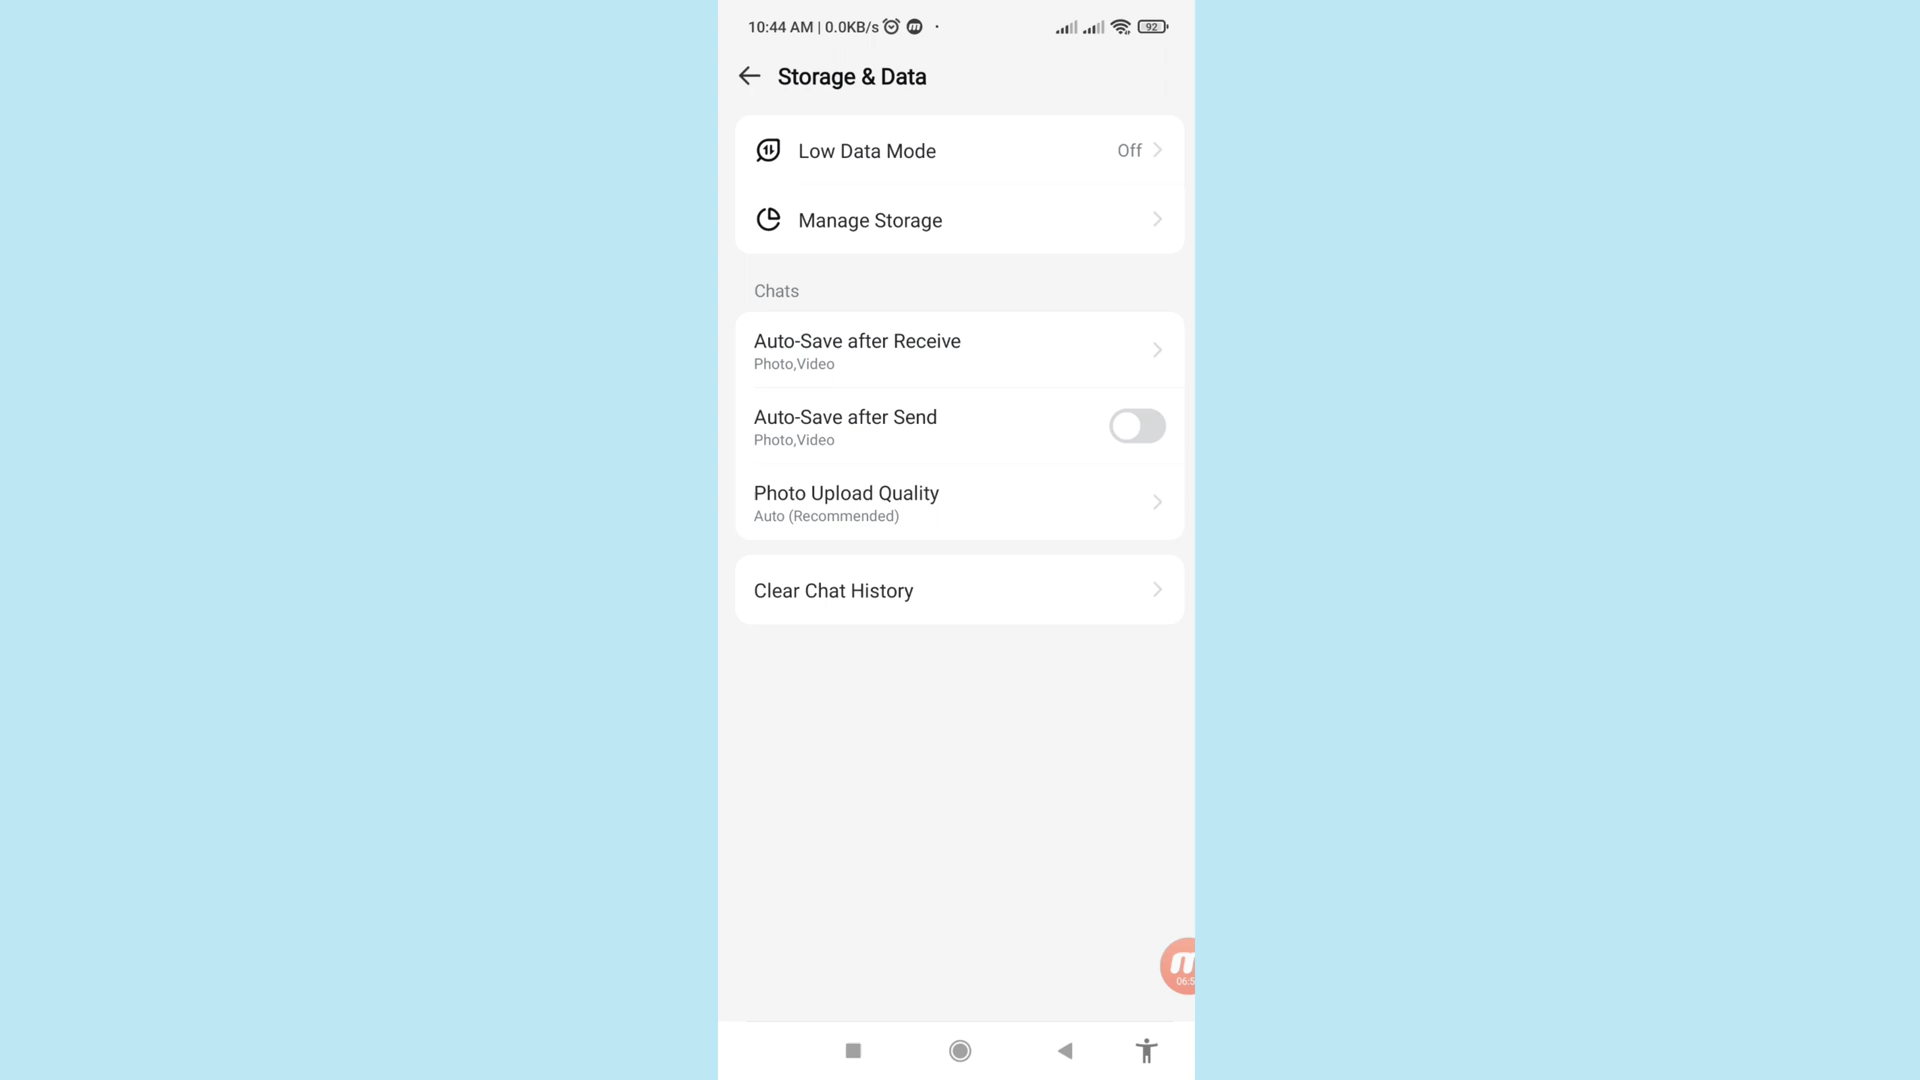 10:44 AM | 0.0KB/s
92
Storage & Data
Low Data Mode
Off
Manage Storage
Chats
Auto-Save after Receive
Photo,Video
Auto-Save after Send
Photo,Video
Photo Upload Quality
Auto (Recommended)
Clear Chat History